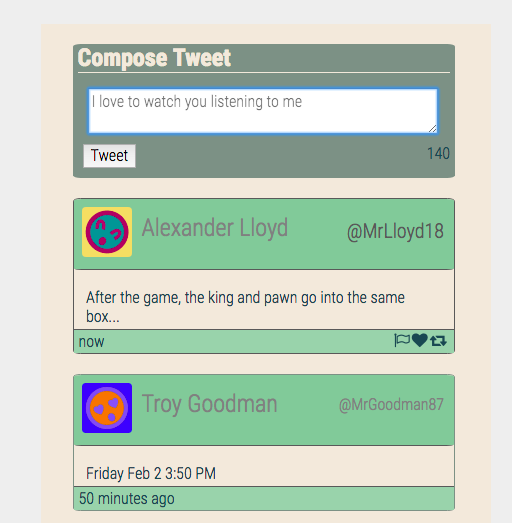 Compose Tweet
I love to watch you listening to me
Tweet
140
Alexander Lloyd
@MrLloyd18
After the game, the king and pawn go into the same
box...
now
Troy Goodman
@MrGoodman87
Friday Feb 2 3:50 PM
50 minutes ago